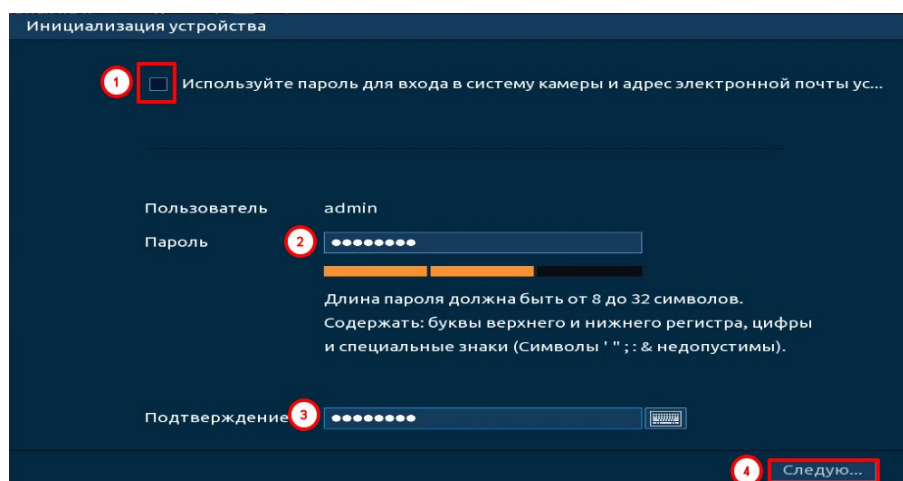 Инициализация устройства
1 Используйте пароль для входа в систему камеры и адрес электронной почты ус...
Пользователь admin
Пароль 2 ●●●●●●●●
Длина пароля должна быть от 8 до 32 символов.
Содержать: буквы верхнего и нижнего регистра, цифры
и специальные знаки (Символы ' " ; : & недопустимы).
Подтверждение 3 ●●●●●●●●
4 Следую...